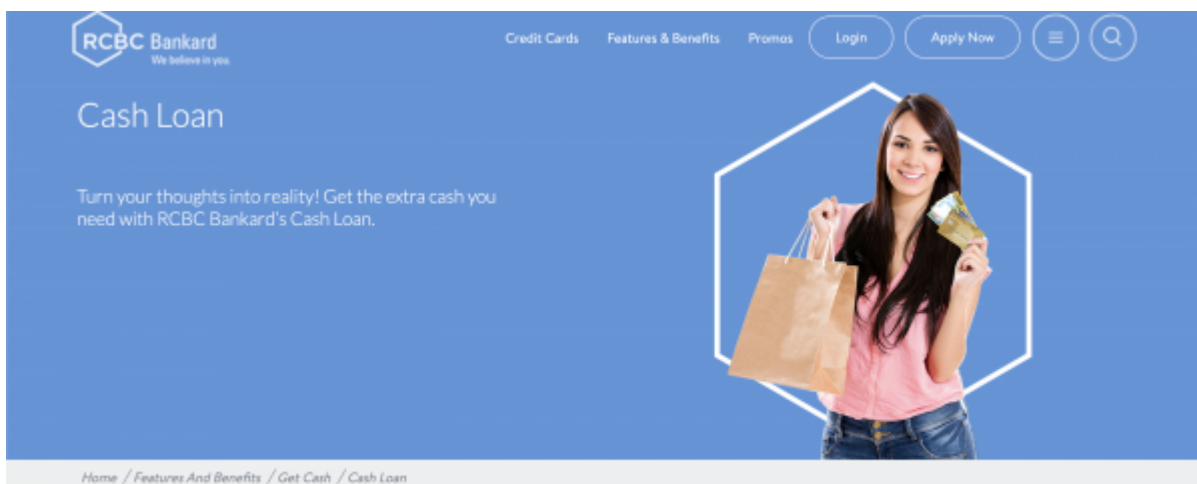 RCBC Bankard
We believe in you.
Credit Cards Features & Benefits Promos Login Apply Now
Cash Loan
Turn your thoughts into reality! Get the extra cash you
need with RCBC Bankard's Cash Loan.
Home / Features And Benefits / Get Cash / Cash Loan